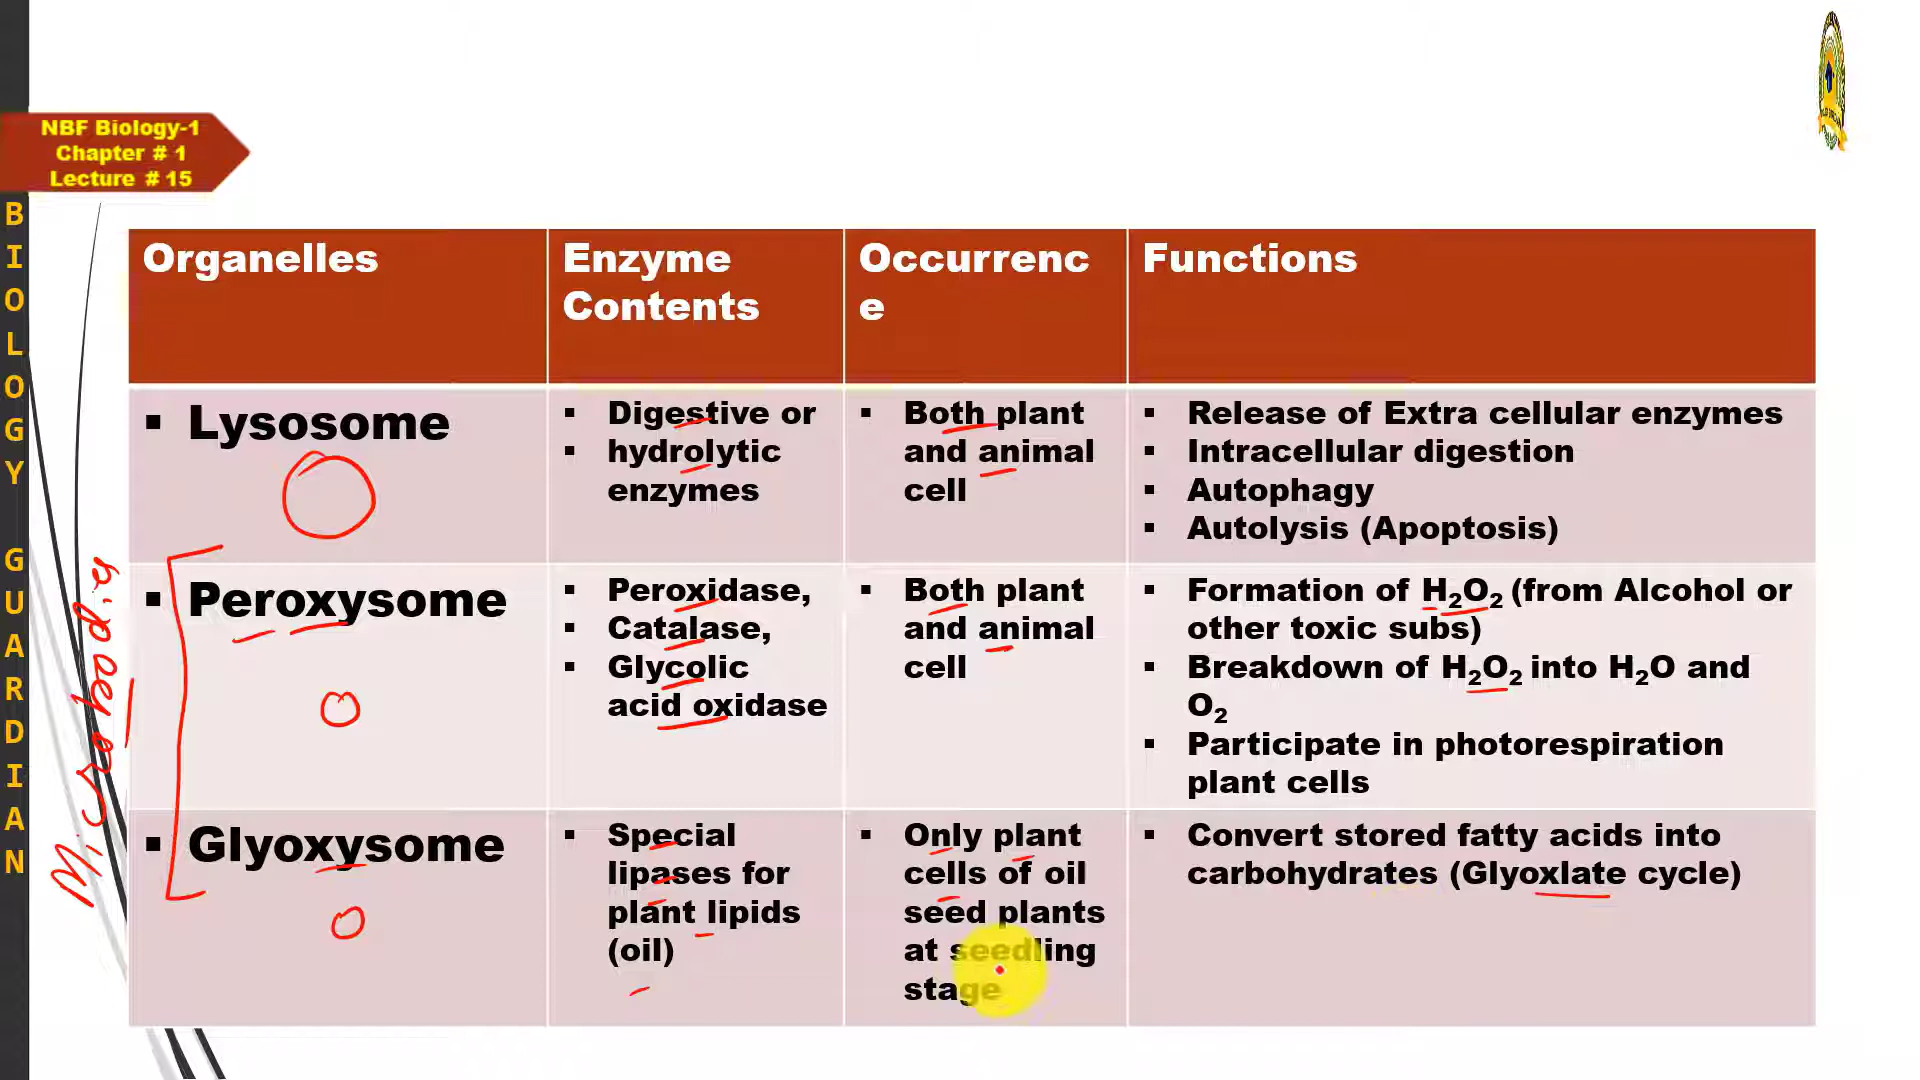 NBF Biology-1
Chapter # 1
Lecture # 15
BIOLOGY GUARDIAN
Organelles
Enzyme
Contents
Occurrenc
e
Functions
▪ Lysosome
▪ Digestive or
▪ hydrolytic
enzymes
▪ Both plant
and animal
cell
▪ Release of Extra cellular enzymes
▪ Intracellular digestion
▪ Autophagy
▪ Autolysis (Apoptosis)
▪ Peroxysome
▪ Peroxidase,
▪ Catalase,
▪ Glycolic
acid oxidase
▪ Both plant
and animal
cell
▪ Formation of H₂O₂ (from Alcohol or
other toxic subs)
▪ Breakdown of H₂O₂ into H₂O and
O₂
▪ Participate in photorespiration
plant cells
▪ Glyoxysome
▪ Special
lipases for
plant lipids
(oil)
▪ Only plant
cells of oil
seed plants
at seedling
stage
▪ Convert stored fatty acids into
carbohydrates (Glyoxlate cycle)